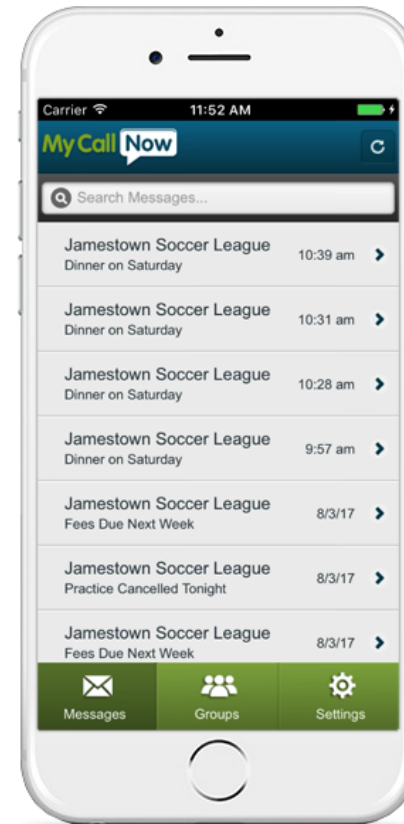 Carrier 11:52 AM
My Call Now
Search Messages...
Jamestown Soccer League
Dinner on Saturday
10:39 am
Jamestown Soccer League
Dinner on Saturday
10:31 am
Jamestown Soccer League
Dinner on Saturday
10:28 am
Jamestown Soccer League
Dinner on Saturday
9:57 am
Jamestown Soccer League
Fees Due Next Week
8/3/17
Jamestown Soccer League
Practice Cancelled Tonight
8/3/17
Jamestown Soccer League
Fees Due Next Week
8/3/17
Messages Groups Settings